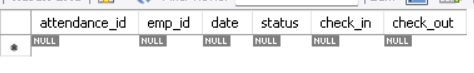 attendance_id emp_id date status check_in check_out
NULL NULL NULL NULL NULL NULL